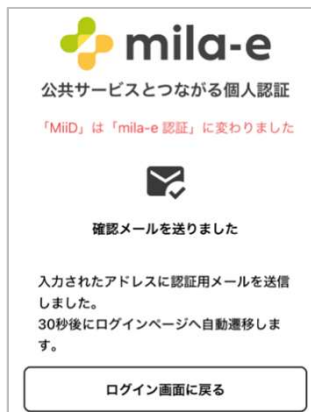 mila-e
公共サービスとつながる個人認証
「MiiD」は「mila-e 認証」に変わりました
確認メールを送りました
入力されたアドレスに認証用メールを送信
しました。
30秒後にログインページへ自動遷移しま
す。
ログイン画面に戻る